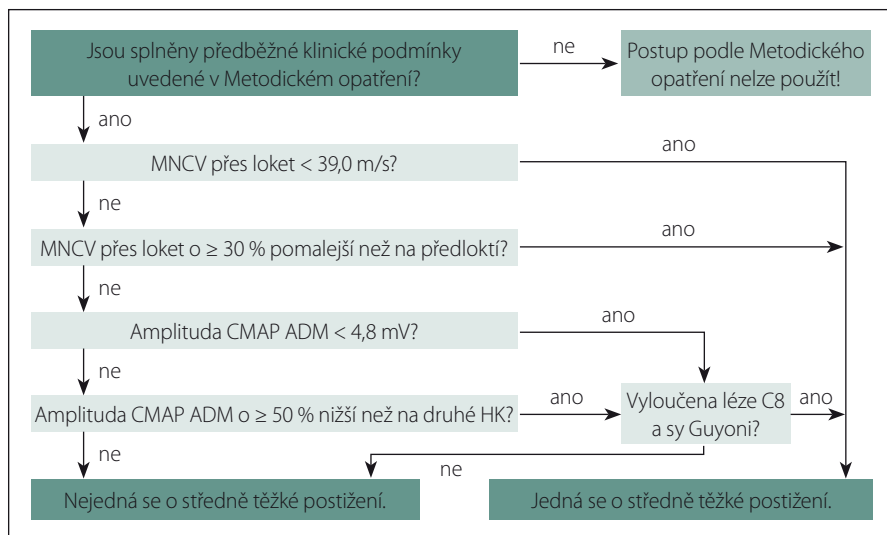 Jsou splněny předběžné klinické podmínky
uvedené v Metodickém opatření?
ne
Postup podle Metodického
opatření nelze použít!
ano
MNCV přes loket < 39,0 m/s?
ano
ne
MNCV přes loket o ≥ 30 % pomalejší než na předloktí?
ano
ne
Amplituda CMAP ADM < 4,8 mV?
ano
ne
Amplituda CMAP ADM o ≥ 50 % nižší než na druhé HK?
ano
Vyloučena léze C8
a sy Guyoni?
ano
ne
ne
Nejedná se o středně těžké postižení.
Jedná se o středně těžké postižení.